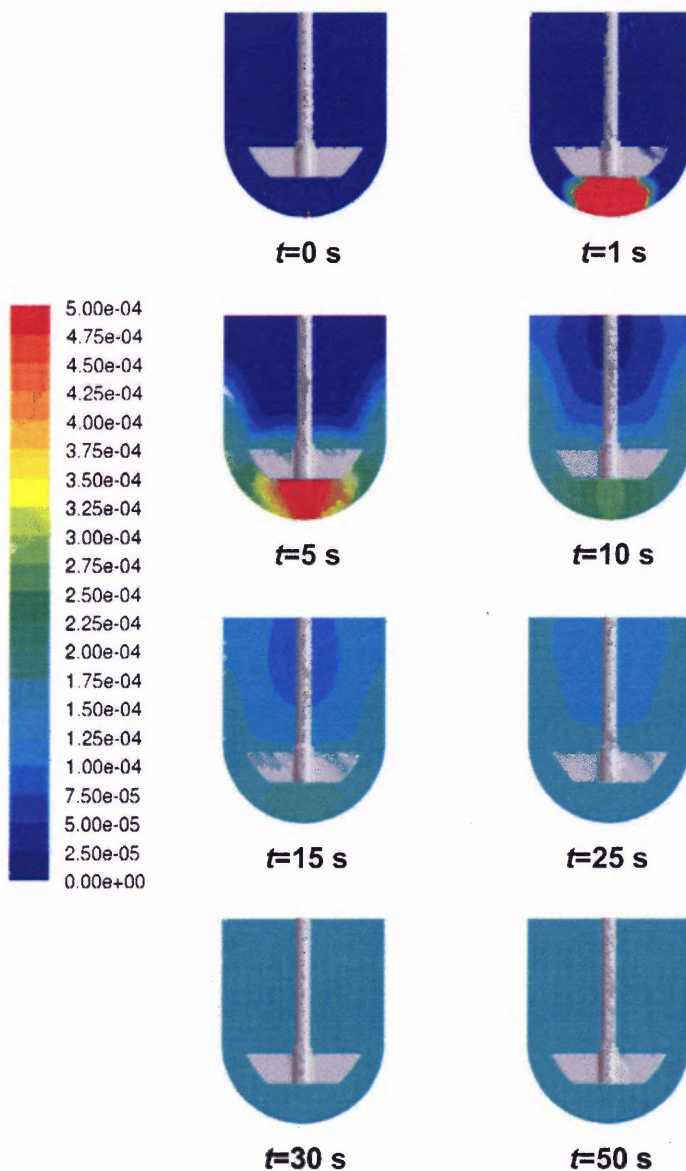 t=0 s
t=1 s
5.00e-04
4.75e-04
4.50e-04
4.25e-04
4.00e-04
3.75e-04
3.50e-04
3.25e-04
3.00e-04
2.75e-04
2.50e-04
2.25e-04
2.00e-04
1.75e-04
1.50e-04
1.25e-04
1.00e-04
7.50e-05
5.00e-05
2.50e-05
0.00e+00
t=5 s
t=10 s
t=15 s
t=25 s
t=30 s
t=50 s